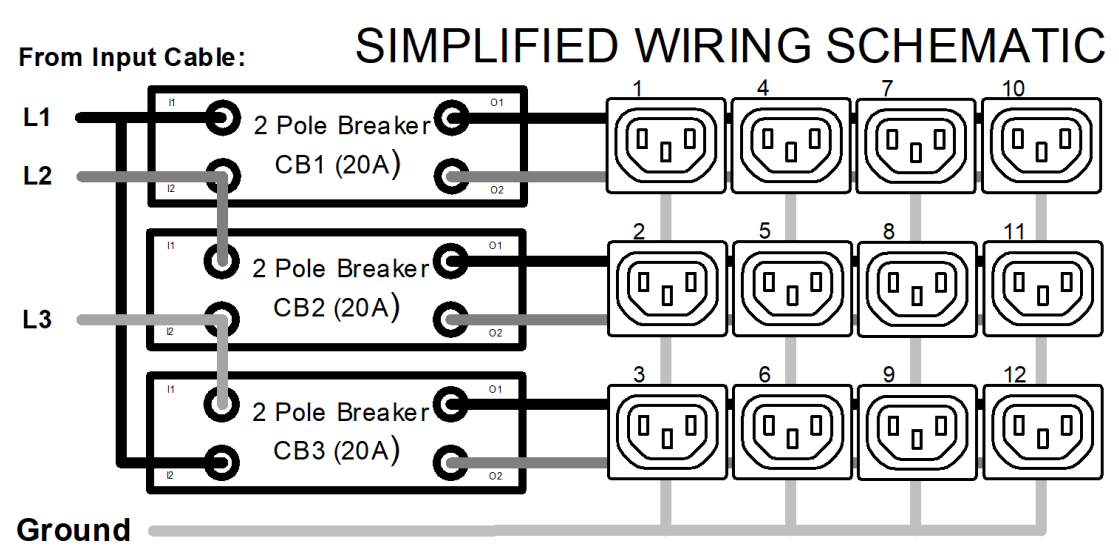 SIMPLIFIED WIRING SCHEMATIC
From Input Cable:
L1
L2
L3
Ground
I1
O1
2 Pole Breaker
CB1 (20A)
I2
O2
I1
O1
2 Pole Breaker
CB2 (20A)
I2
O2
I1
O1
2 Pole Breaker
CB3 (20A)
I2
O2
1 4 7 10
2 5 8 11
3 6 9 12